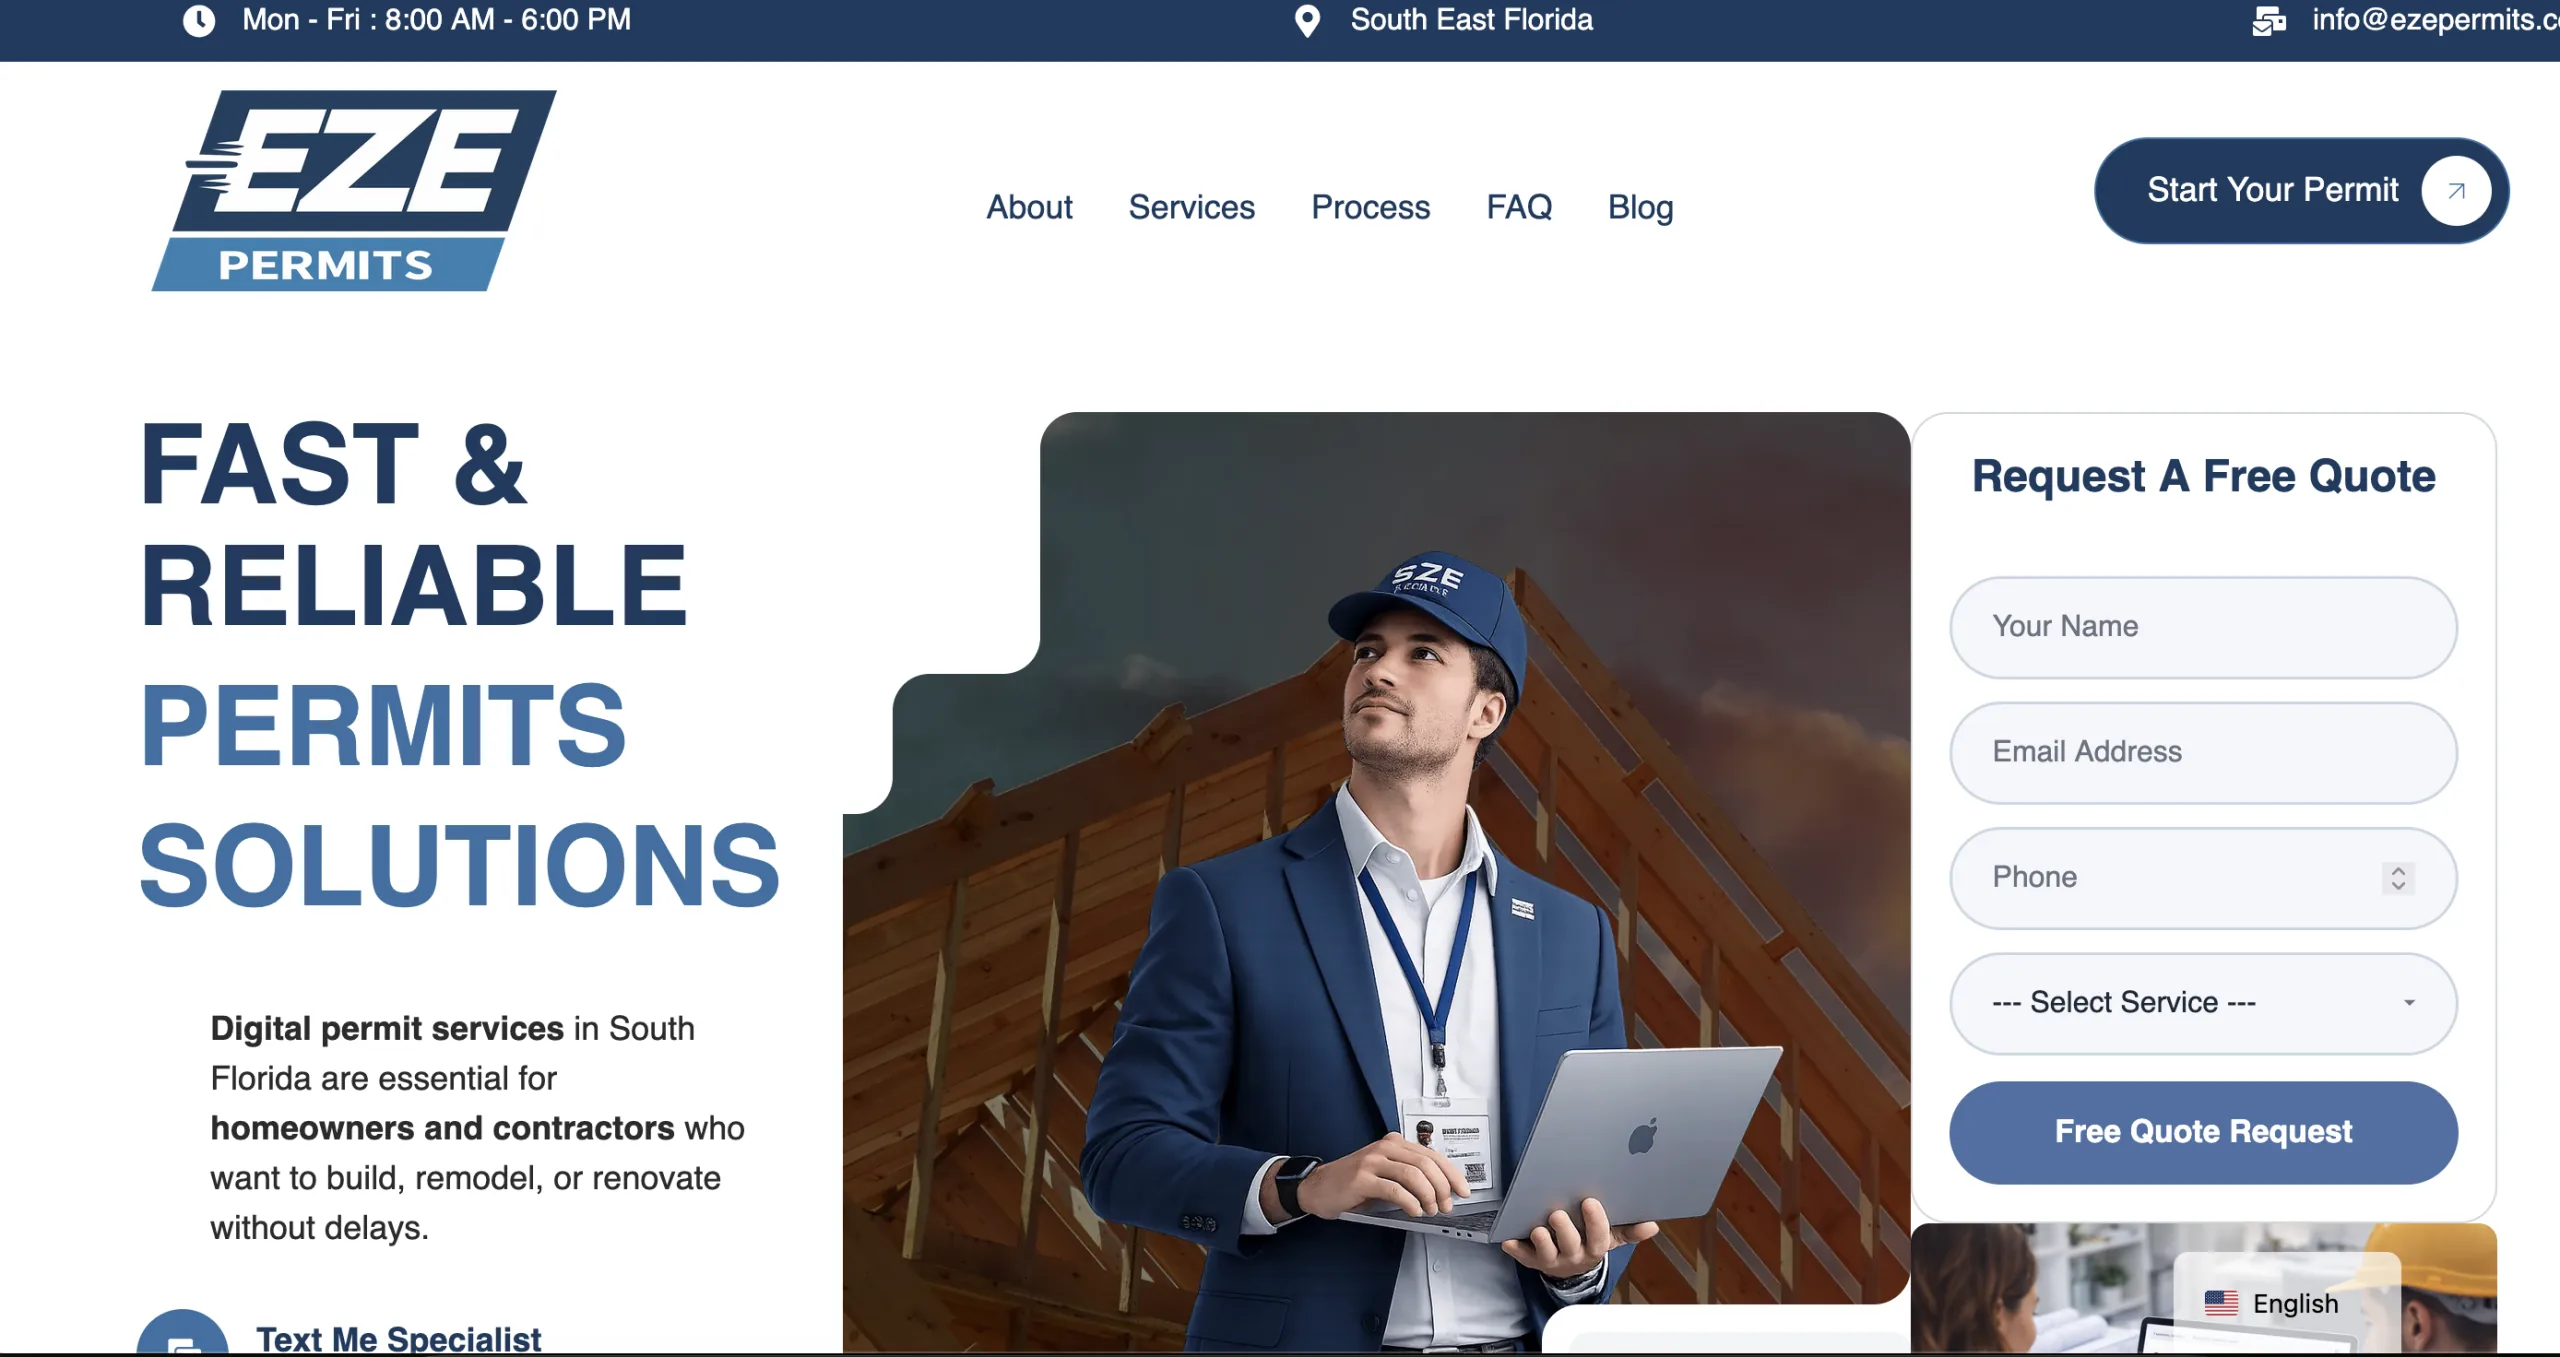 Mon - Fri : 8:00 AM - 6:00 PM
South East Florida
info@ezepermits.c
EZE
PERMITS
About
Services
Process
FAQ
Blog
Start Your Permit
FAST &
RELIABLE
PERMITS
SOLUTIONS
Digital permit services in South
Florida are essential for
homeowners and contractors who
want to build, remodel, or renovate
without delays.
Text Me Specialist
SZE
Request A Free Quote
Your Name
Email Address
Phone
--- Select Service ---
Free Quote Request
English